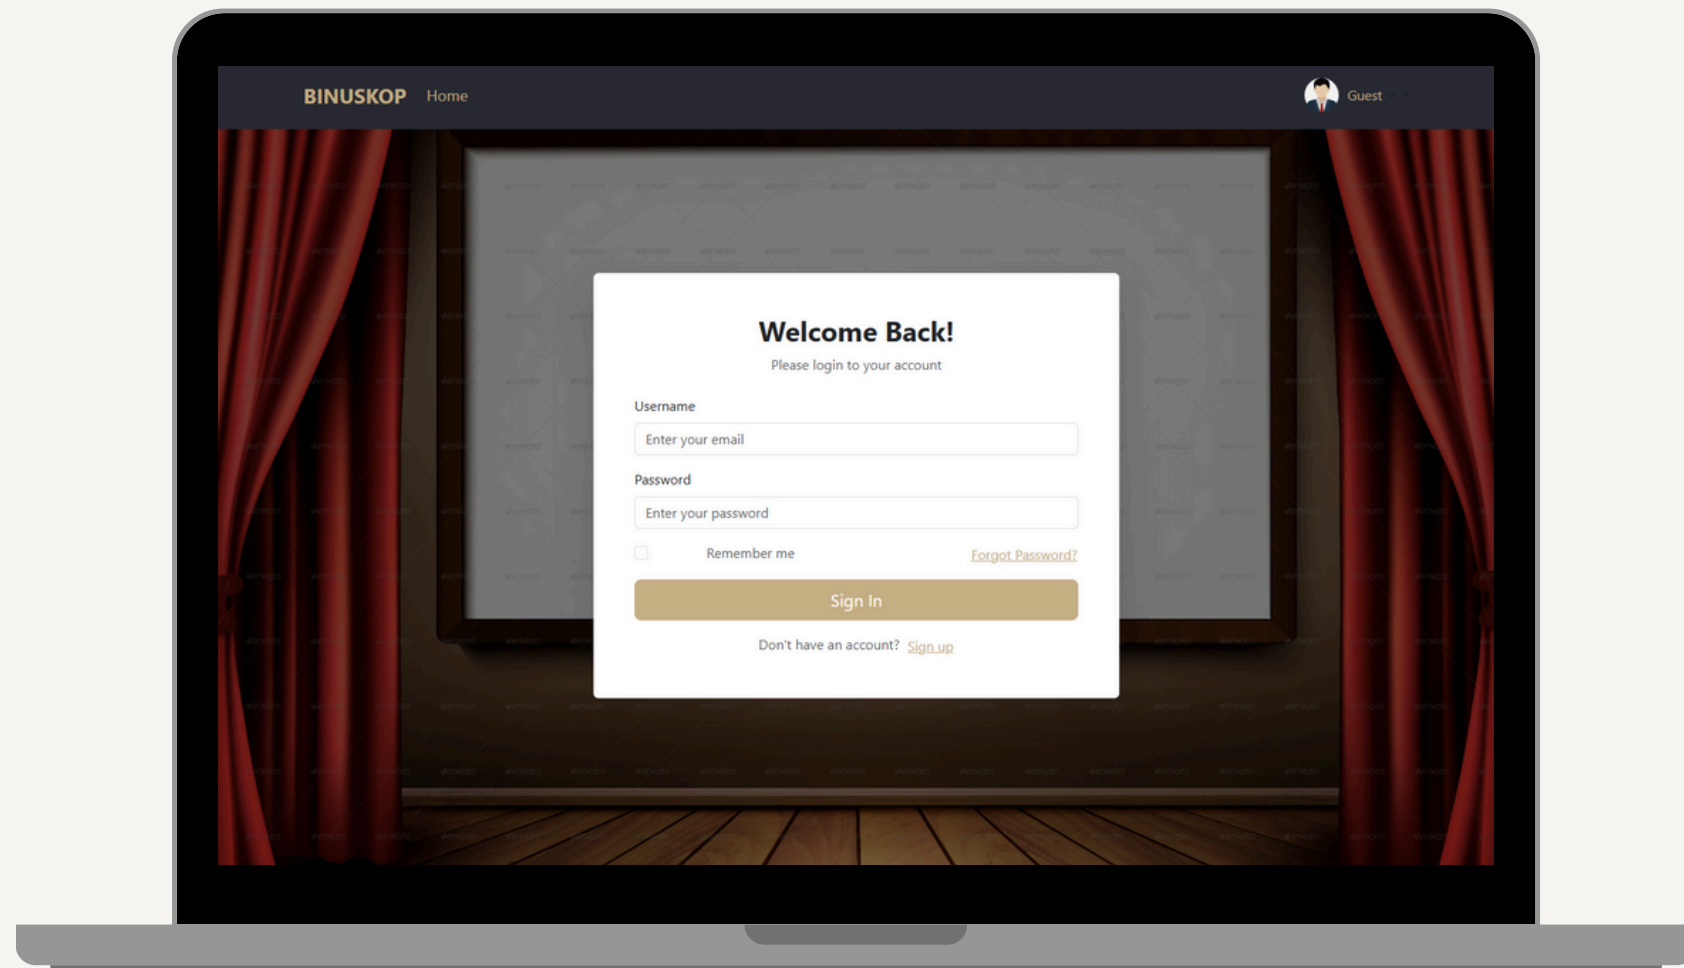 BINUSKOP Home Guest
Welcome Back!
Please login to your account
Username
Enter your email
Password
Enter your password
Remember me Forgot Password?
Sign In
Don't have an account? Sign up